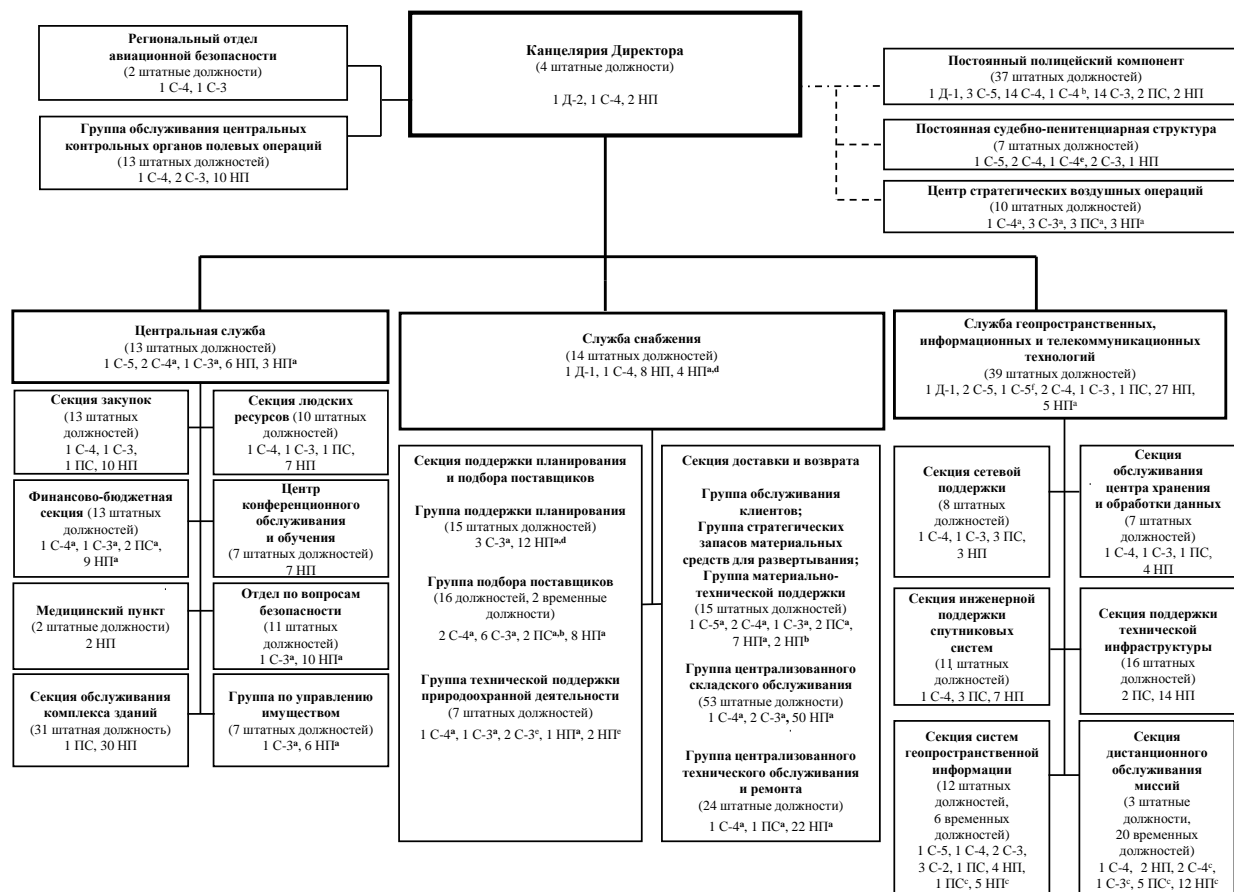 Региональный отдел
авиационной безопасности
(2 штатные должности)
1 С-4, 1 С-3
Группа обслуживания центральных
контрольных органов полевых операций
(13 штатных должностей)
1 С-4, 2 С-3, 10 НП
Канцелярия Директора
(4 штатные должности)
1 Д-2, 1 С-4, 2 НП
Постоянный полицейский компонент
(37 штатных должностей)
1 Д-1, 3 С-5, 14 С-4, 1 С-4 ᵇ, 14 С-3, 2 ПС, 2 НП
Постоянная судебно-пенитенциарная структура
(7 штатных должностей)
1 С-5, 2 С-4, 1 С-4ᵉ, 2 С-3, 1 НП
Центр стратегических воздушных операций
(10 штатных должностей)
1 С-4ᵃ, 3 С-3ᵃ, 3 ПСᵃ, 3 НПᵃ
Центральная служба
(13 штатных должностей)
1 С-5, 2 С-4ᵃ, 1 С-3ᵃ, 6 НП, 3 НПᵃ
Секция закупок
(13 штатных
должностей)
1 С-4, 1 С-3,
1 ПС, 10 НП
Секция людских
ресурсов (10 штатных
должностей)
1 С-4, 1 С-3, 1 ПС,
7 НП
Финансово-бюджетная
секция (13 штатных
должностей)
1 С-4ᵃ, 1 С-3ᵃ, 2 ПСᵃ,
9 НПᵃ
Центр
конференционного
обслуживания
и обучения
(7 штатных должностей)
7 НП
Медицинский пункт
(2 штатные должности)
2 НП
Отдел по вопросам
безопасности
(11 штатных
должностей)
1 С-3ᵃ, 10 НПᵃ
Секция обслуживания
комплекса зданий
(31 штатная должность)
1 ПС, 30 НП
Группа по управлению
имуществом
(7 штатных должностей)
1 С-3ᵃ, 6 НПᵃ
Служба снабжения
(14 штатных должностей)
1 Д-1, 1 С-4, 8 НП, 4 НПᵃ,ᵈ
Секция поддержки планирования
и подбора поставщиков
Группа поддержки планирования
(15 штатных должностей)
3 С-3ᵃ, 12 НПᵃ,ᵈ
Группа подбора поставщиков
(16 должностей, 2 временные
должности)
2 С-4ᵃ, 6 С-3ᵃ, 2 ПСᵃ,ᵇ, 8 НПᵃ
Группа технической поддержки
природоохранной деятельности
(7 штатных должностей)
1 С-4ᵃ, 1 С-3ᵃ, 2 С-3ᵉ, 1 НПᵃ, 2 НПᵉ
Секция доставки и возврата
Группа обслуживания
клиентов;
Группа стратегических
запасов материальных
средств для развертывания;
Группа материально-
технической поддержки
(15 штатных должностей)
1 С-5ᵃ, 2 С-4ᵃ, 1 С-3ᵃ, 2 ПСᵃ,
7 НПᵃ, 2 НПᵇ
Группа централизованного
складского обслуживания
(53 штатные должности)
1 С-4ᵃ, 2 С-3ᵃ, 50 НПᵃ
Группа централизованного
технического обслуживания
и ремонта
(24 штатные должности)
1 С-4ᵃ, 1 ПСᵃ, 22 НПᵃ
Служба геопространственных,
информационных и телекоммуникационных
технологий
(39 штатных должностей)
1 Д-1, 2 С-5, 1 С-5ᶠ, 2 С-4, 1 С-3 , 1 ПС, 27 НП,
5 НПᵃ
Секция сетевой
поддержки
(8 штатных
должностей)
1 С-4, 1 С-3, 3 ПС,
3 НП
Секция
обслуживания
центра хранения
и обработки данных
(7 штатных
должностей)
1 С-4, 1 С-3, 1 ПС,
4 НП
Секция инженерной
поддержки
спутниковых
систем
(11 штатных
должностей)
1 С-4, 3 ПС, 7 НП
Секция поддержки
технической
инфраструктуры
(16 штатных
должностей)
2 ПС, 14 НП
Секция систем
геопространственной
информации
(12 штатных
должностей,
6 временных
должностей)
1 С-5, 1 С-4, 2 С-3,
3 С-2, 1 ПС, 4 НП,
1 ПСᶜ, 5 НПᶜ
Секция
дистанционного
обслуживания
миссий
(3 штатные
должности,
20 временных
должностей)
1 С-4, 2 НП, 2 С-4ᶜ,
1 С-3ᶜ, 5 ПСᶜ, 12 НПᶜ